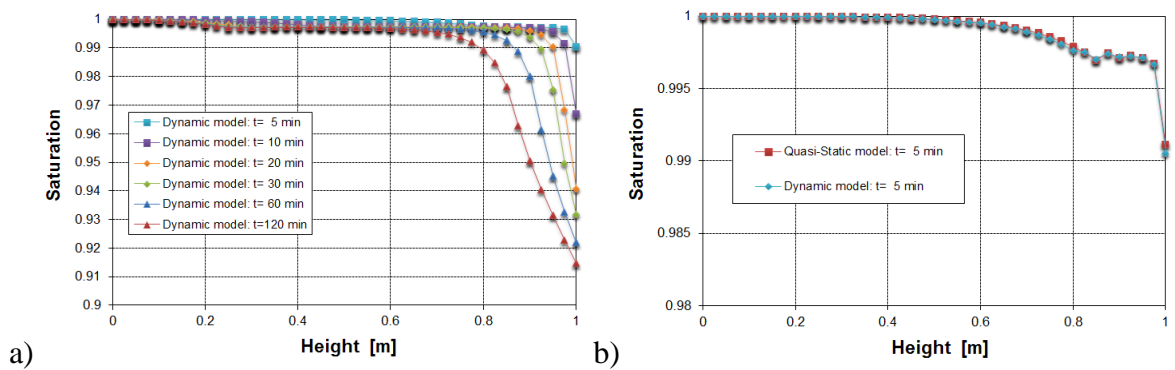 1
0.99
0.98
0.97
0.96
0.95
0.94
0.93
0.92
0.91
0.9
Saturation
Dynamic model: t=  5 min
Dynamic model: t= 10 min
Dynamic model: t= 20 min
Dynamic model: t= 30 min
Dynamic model: t= 60 min
Dynamic model: t=120 min
0 0.2 0.4 0.6 0.8 1
Height [m]
a)
1
0.995
0.99
0.985
0.98
Saturation
Quasi-Static model: t=  5 min
Dynamic model: t=  5 min
0 0.2 0.4 0.6 0.8 1
Height [m]
b)